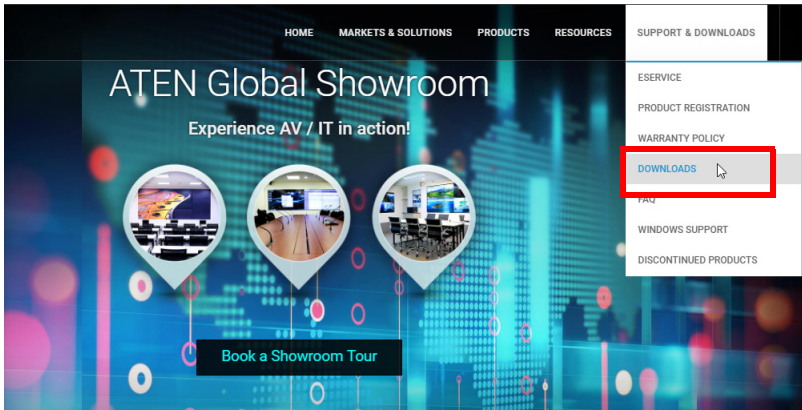 HOME MARKETS & SOLUTIONS PRODUCTS RESOURCES SUPPORT & DOWNLOADS
ATEN Global Showroom
Experience AV / IT in action!
Book a Showroom Tour
ESERVICE
PRODUCT REGISTRATION
WARRANTY POLICY
DOWNLOADS
FAQ
WINDOWS SUPPORT
DISCONTINUED PRODUCTS